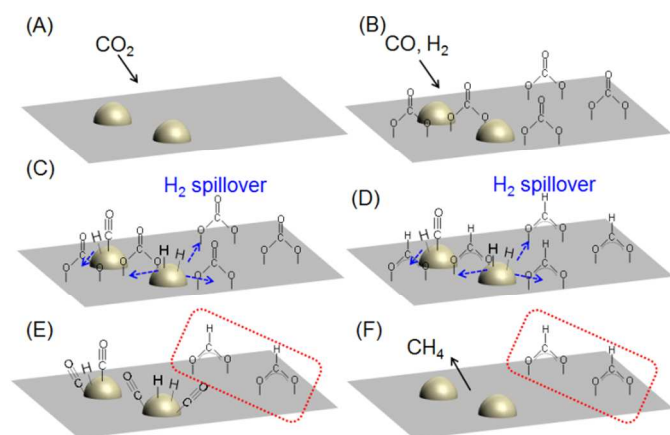 (A)
CO₂
(B)
CO, H₂
(C)
H₂ spillover
(D)
H₂ spillover
(E)
(F)
CH₄